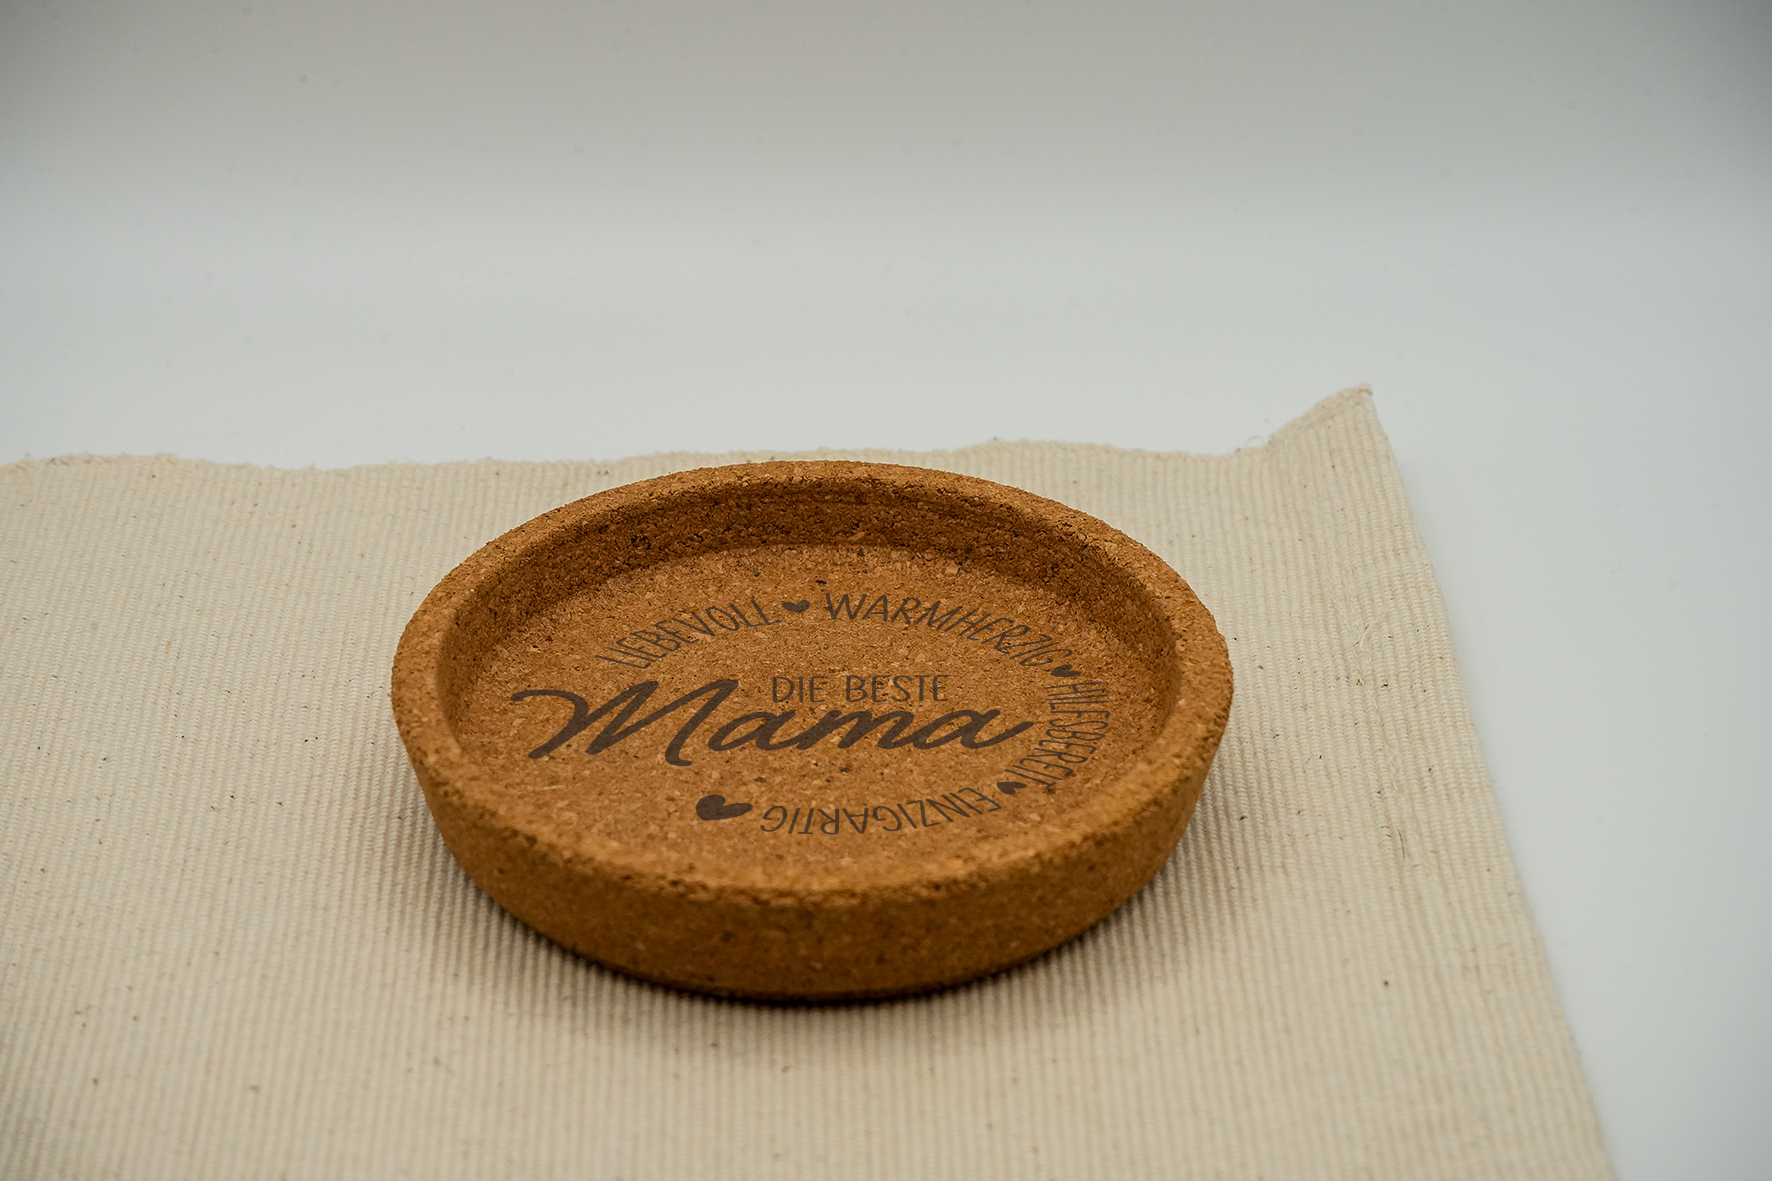 LIEBEVOLL ♥ WARMHERZIG ♥ HILFSBEREIT ♥ EINZIGARTIG ♥
DIE BESTE
Mama